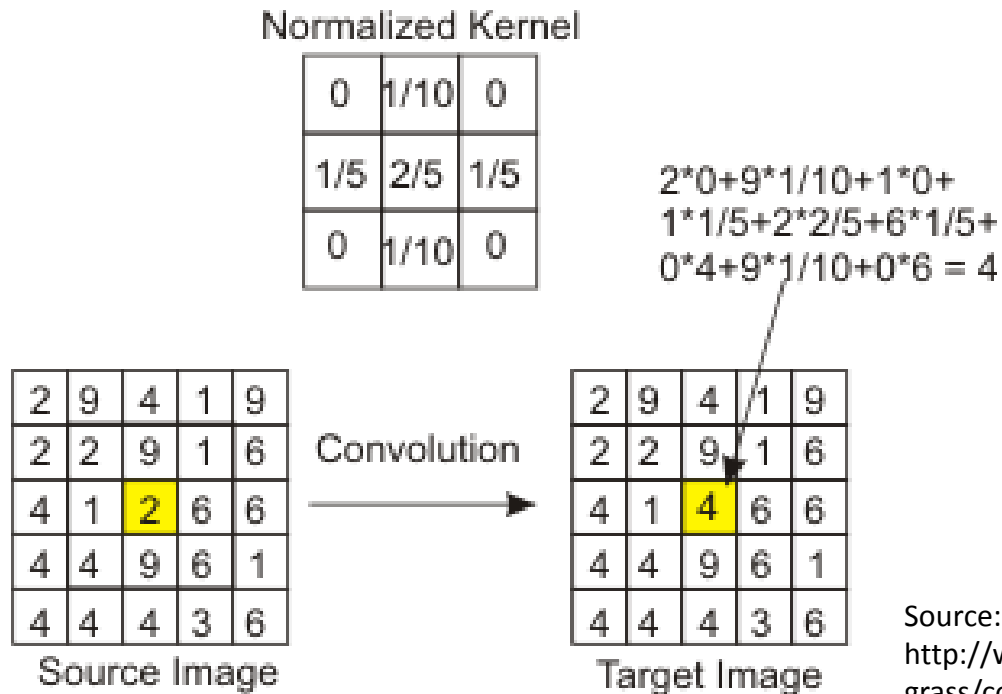 Normalized Kernel
0 1/10 0
1/5 2/5 1/5
0 1/10 0
2*0+9*1/10+1*0+
1*1/5+2*2/5+6*1/5+
0*4+9*1/10+0*6 = 4
2 9 4 1 9
2 2 9 1 6
4 1 2 6 6
4 4 9 6 1
4 4 4 3 6
Source Image
Convolution
2 9 4 1 9
2 2 9 1 6
4 1 4 6 6
4 4 9 6 1
4 4 4 3 6
Target Image
Source: